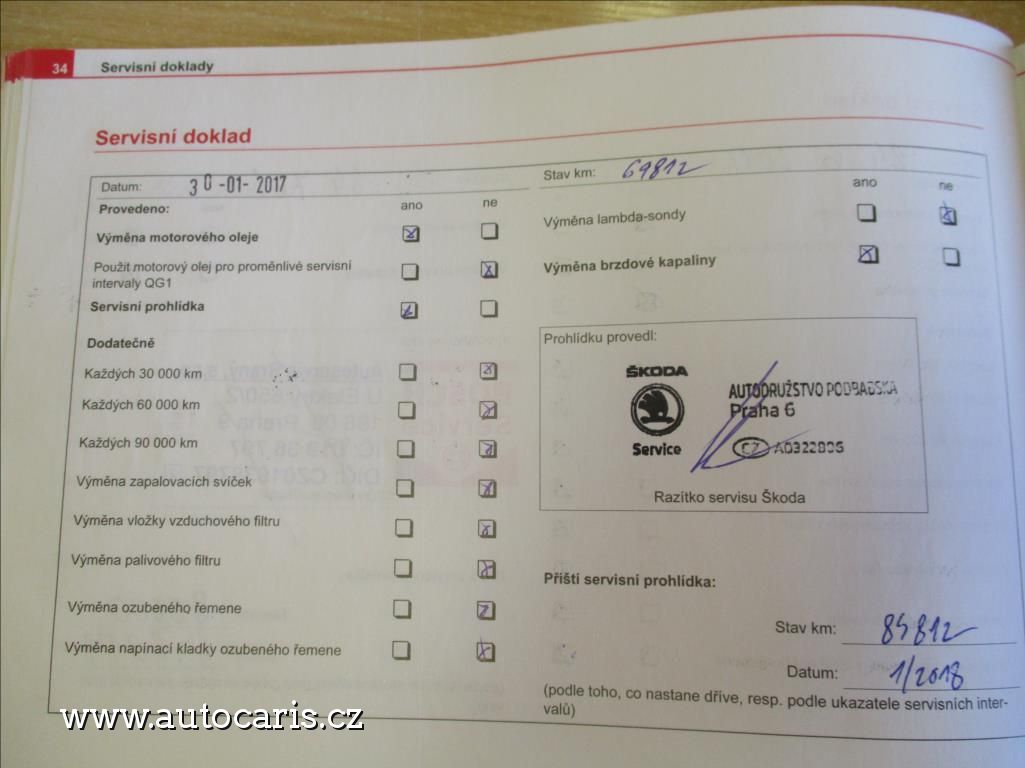 34 Servisní doklady
Servisní doklad
Datum: 30-01-2017
Provedeno: ano ne
Výměna motorového oleje
Použit motorový olej pro proměnlivé servisní
intervaly QG1
Servisní prohlídka
Dodatečně
Každých 30 000 km
Každých 60 000 km
Každých 90 000 km
Výměna zapalovacích svíček
Výměna vložky vzduchového filtru
Výměna palivového filtru
Výměna ozubeného řemene
Výměna napínací kladky ozubeného řemene
Stav km: 69812
ano ne
Výměna lambda-sondy
Výměna brzdové kapaliny
Prohlídku provedl:
ŠKODA
Service
AUTODRUŽSTVO PODBABSKA
Praha 6
CZ
Razítko servisu Škoda
Příští servisní prohlídka:
Stav km: 84812
Datum: 1/2018
(podle toho, co nastane dříve, resp. podle ukazatele servisních inter-
valů)
www.autocaris.cz